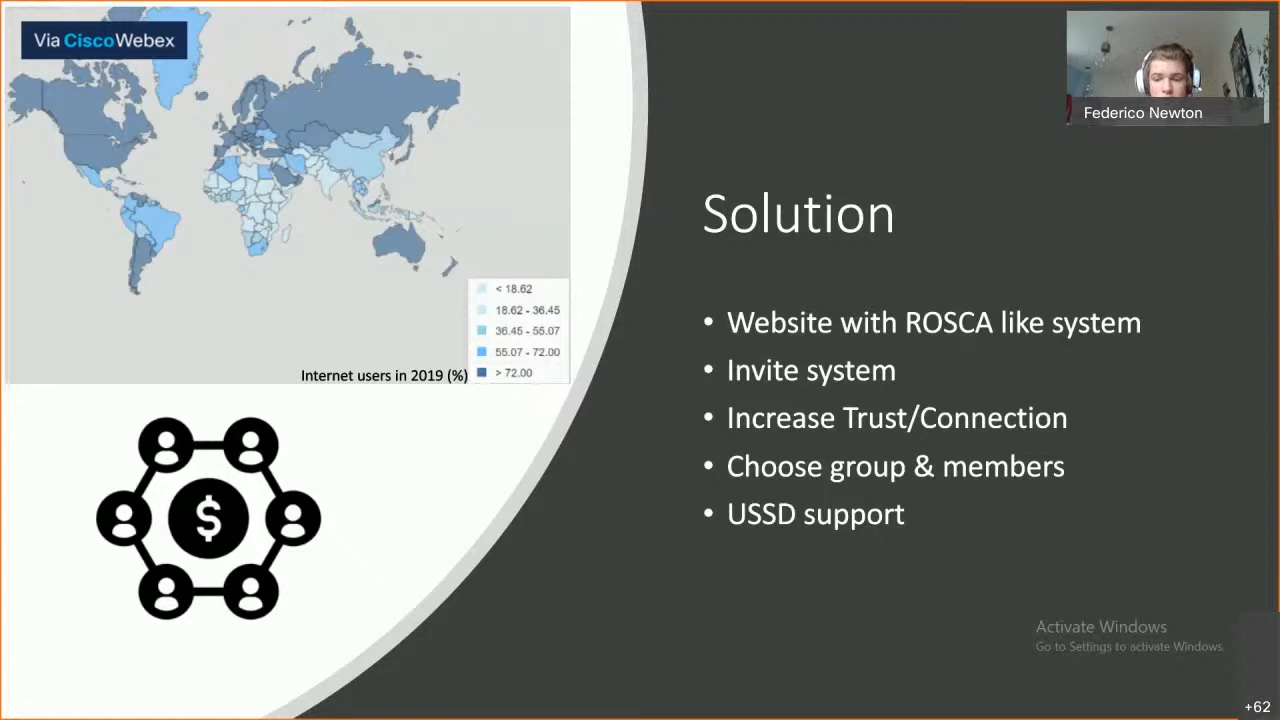 Via CiscoWebex
Federico Newton
Solution
< 18.62
18.62 - 36.45
36.45 - 55.07
55.07 - 72.00
> 72.00
Internet users in 2019 (%)
$
• Website with ROSCA like system
• Invite system
• Increase Trust/Connection
• Choose group & members
• USSD support
Activate Windows
Go to Settings to activate Windows.
+62